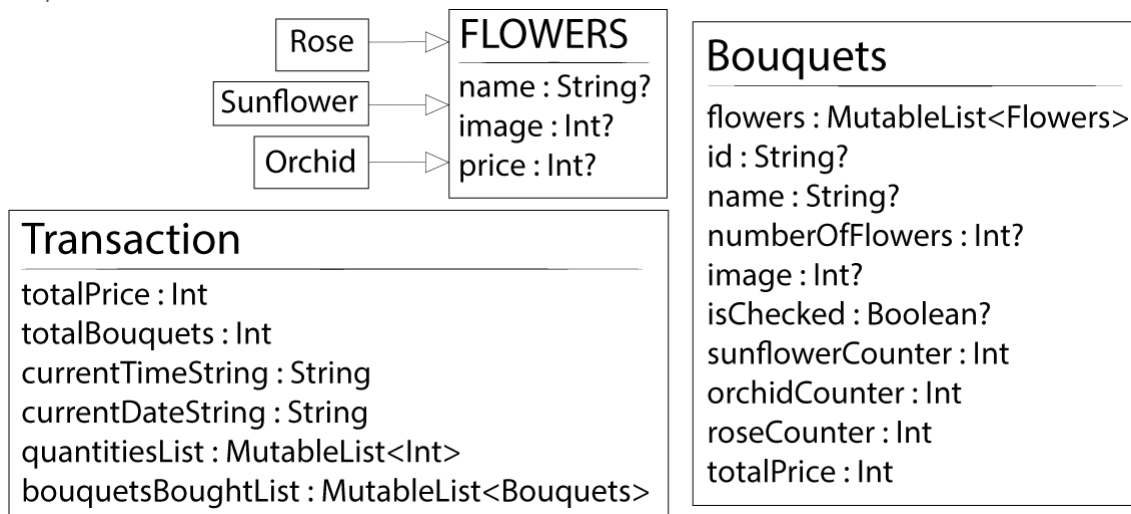 Rose
Sunflower
Orchid
FLOWERS
name : String?
image : Int?
price : Int?
Bouquets
flowers : MutableList<Flowers>
id : String?
name : String?
numberOfFlowers : Int?
image : Int?
isChecked : Boolean?
sunflowerCounter : Int
orchidCounter : Int
roseCounter : Int
totalPrice : Int
Transaction
totalPrice : Int
totalBouquets : Int
currentTimeString : String
currentDateString : String
quantitiesList : MutableList<Int>
bouquetsBoughtList : MutableList<Bouquets>